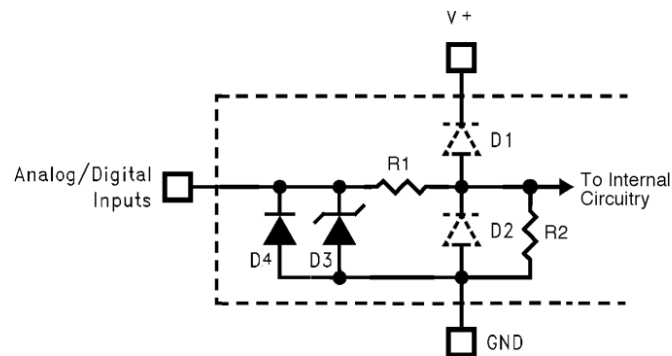 V +
D1
R1
Analog/Digital
Inputs
To Internal
Circuitry
D2
R2
D4
D3
GND